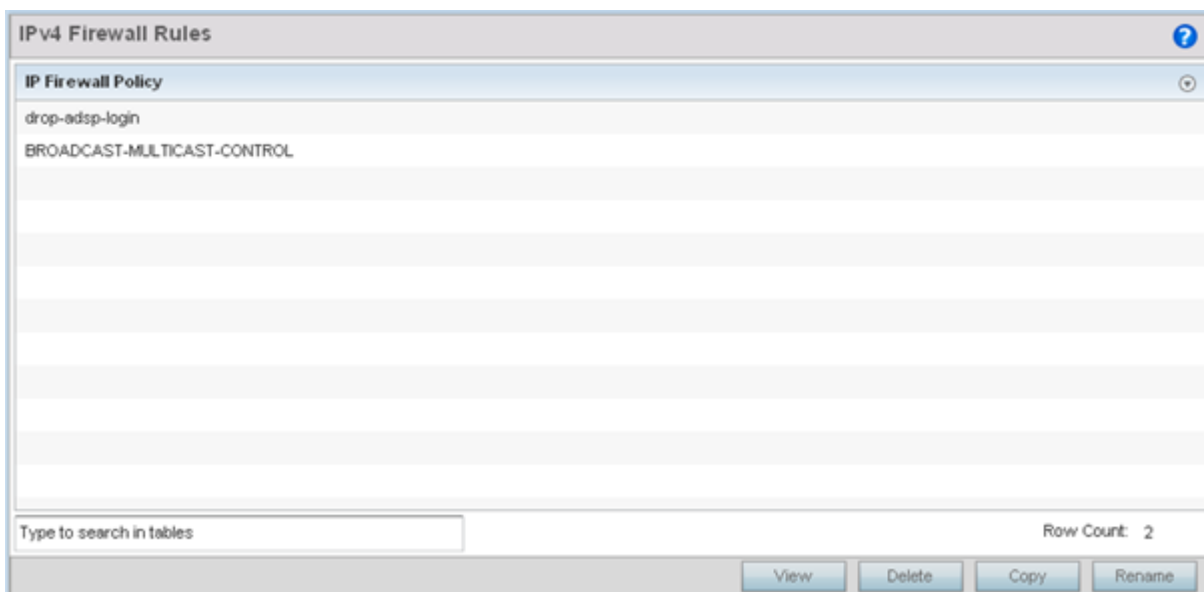 IPv4 Firewall Rules
?
IP Firewall Policy
drop-adsp-login
BROADCAST-MULTICAST-CONTROL
Type to search in tables
Row Count: 2
View Delete Copy Rename